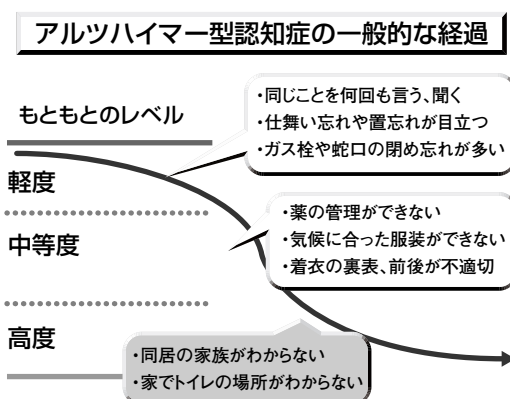 アルツハイマー型認知症の一般的な経過
もともとのレベル
・同じことを何回も言う、聞く
・仕舞い忘れや置忘れが目立つ
・ガス栓や蛇口の閉め忘れが多い
軽度
・薬の管理ができない
・気候に合った服装ができない
・着衣の裏表、前後が不適切
中等度
高度
・同居の家族がわからない
・家でトイレの場所がわからない